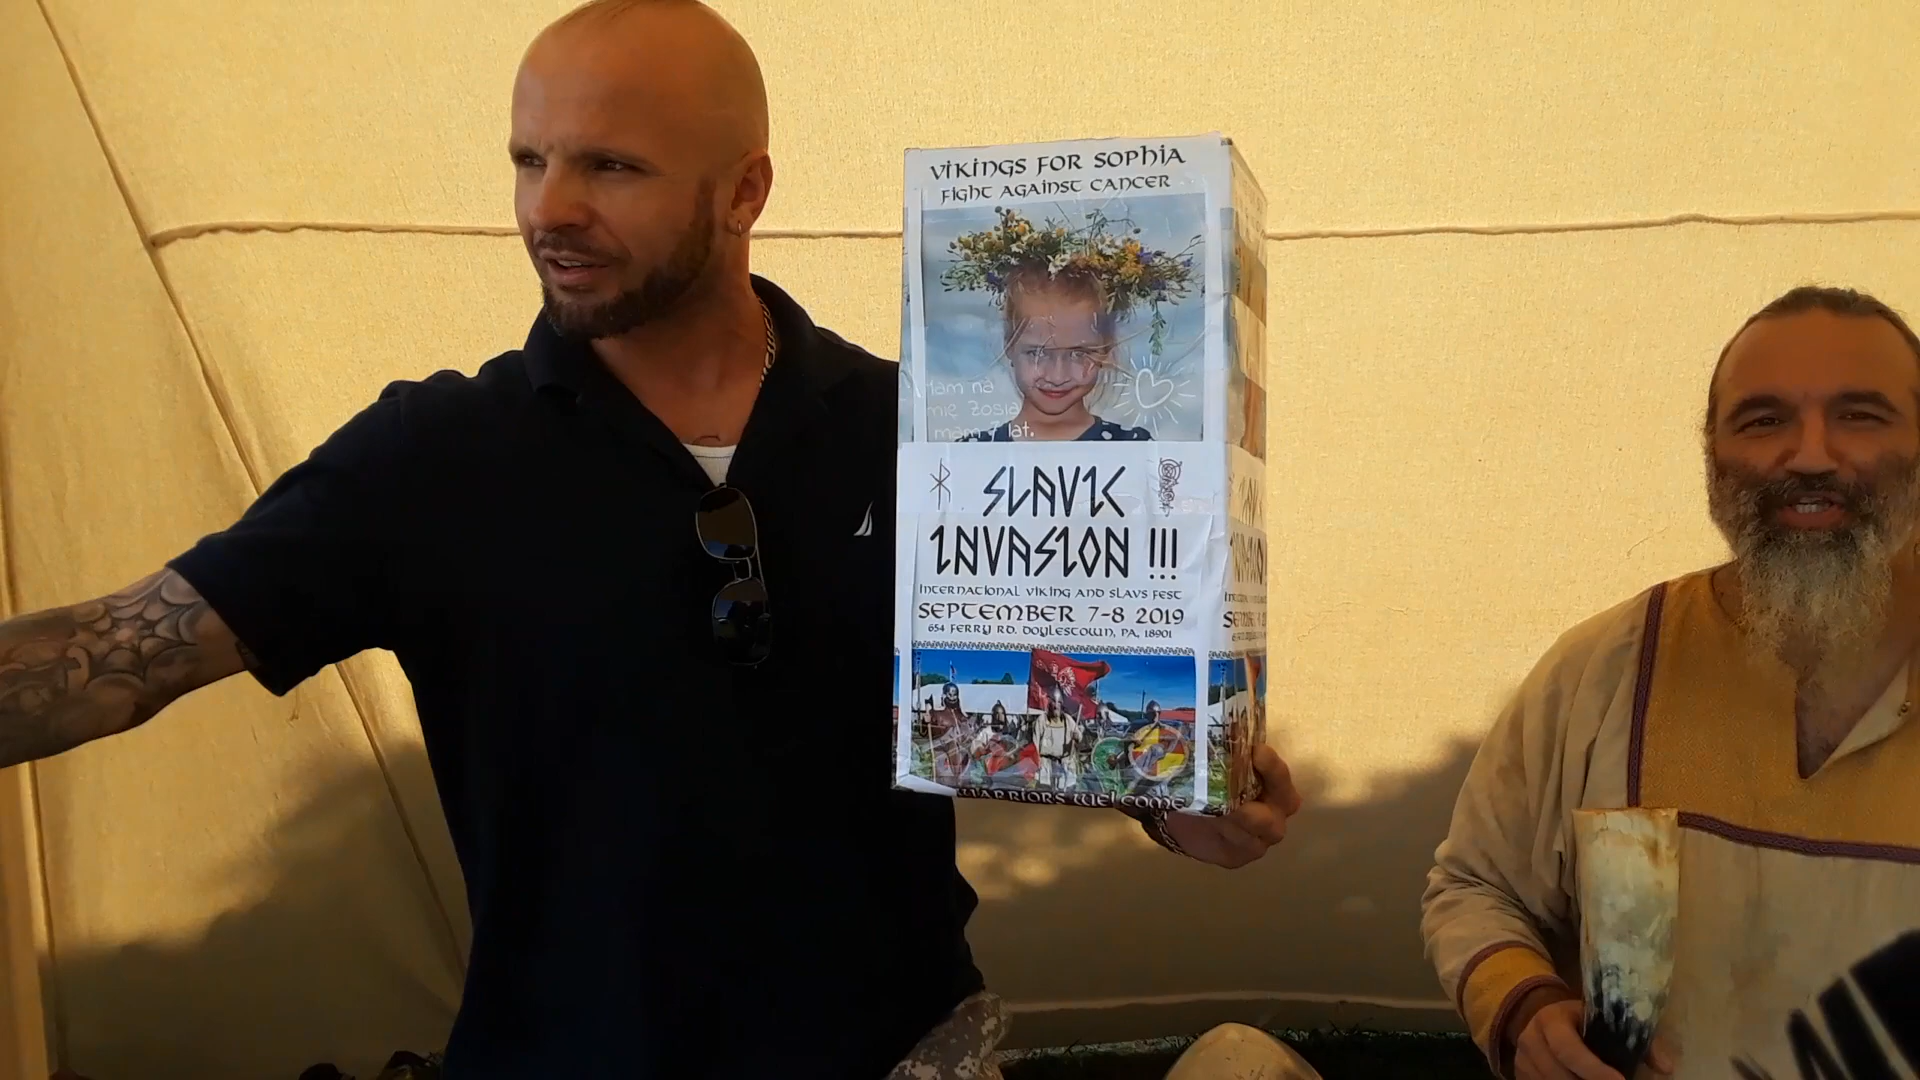 VIKINGS FOR SOPHIA
FIGHT AGAINST CANCER
Mam na
mię Zosia
mam 7 lat.
SLAVIC
INVASION !!!
INTERNATIONAL VIKING AND SLAVS FEST
SEPTEMBER 7-8 2019
654 FERRY RD. DOYLESTOWN, PA, 18901
WARRIORS WELCOME